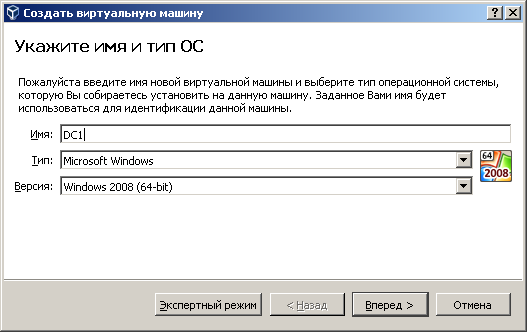 Создать виртуальную машину
Укажите имя и тип ОС
Пожалуйста введите имя новой виртуальной машины и выберите тип операционной системы,
которую Вы собираетесь установить на данную машину. Заданное Вами имя будет
использоваться для идентификации данной машины.
Имя: DC1
Тип: Microsoft Windows
64
2008
Версия: Windows 2008 (64-bit)
Экспертный режим < Назад Вперед > Отмена